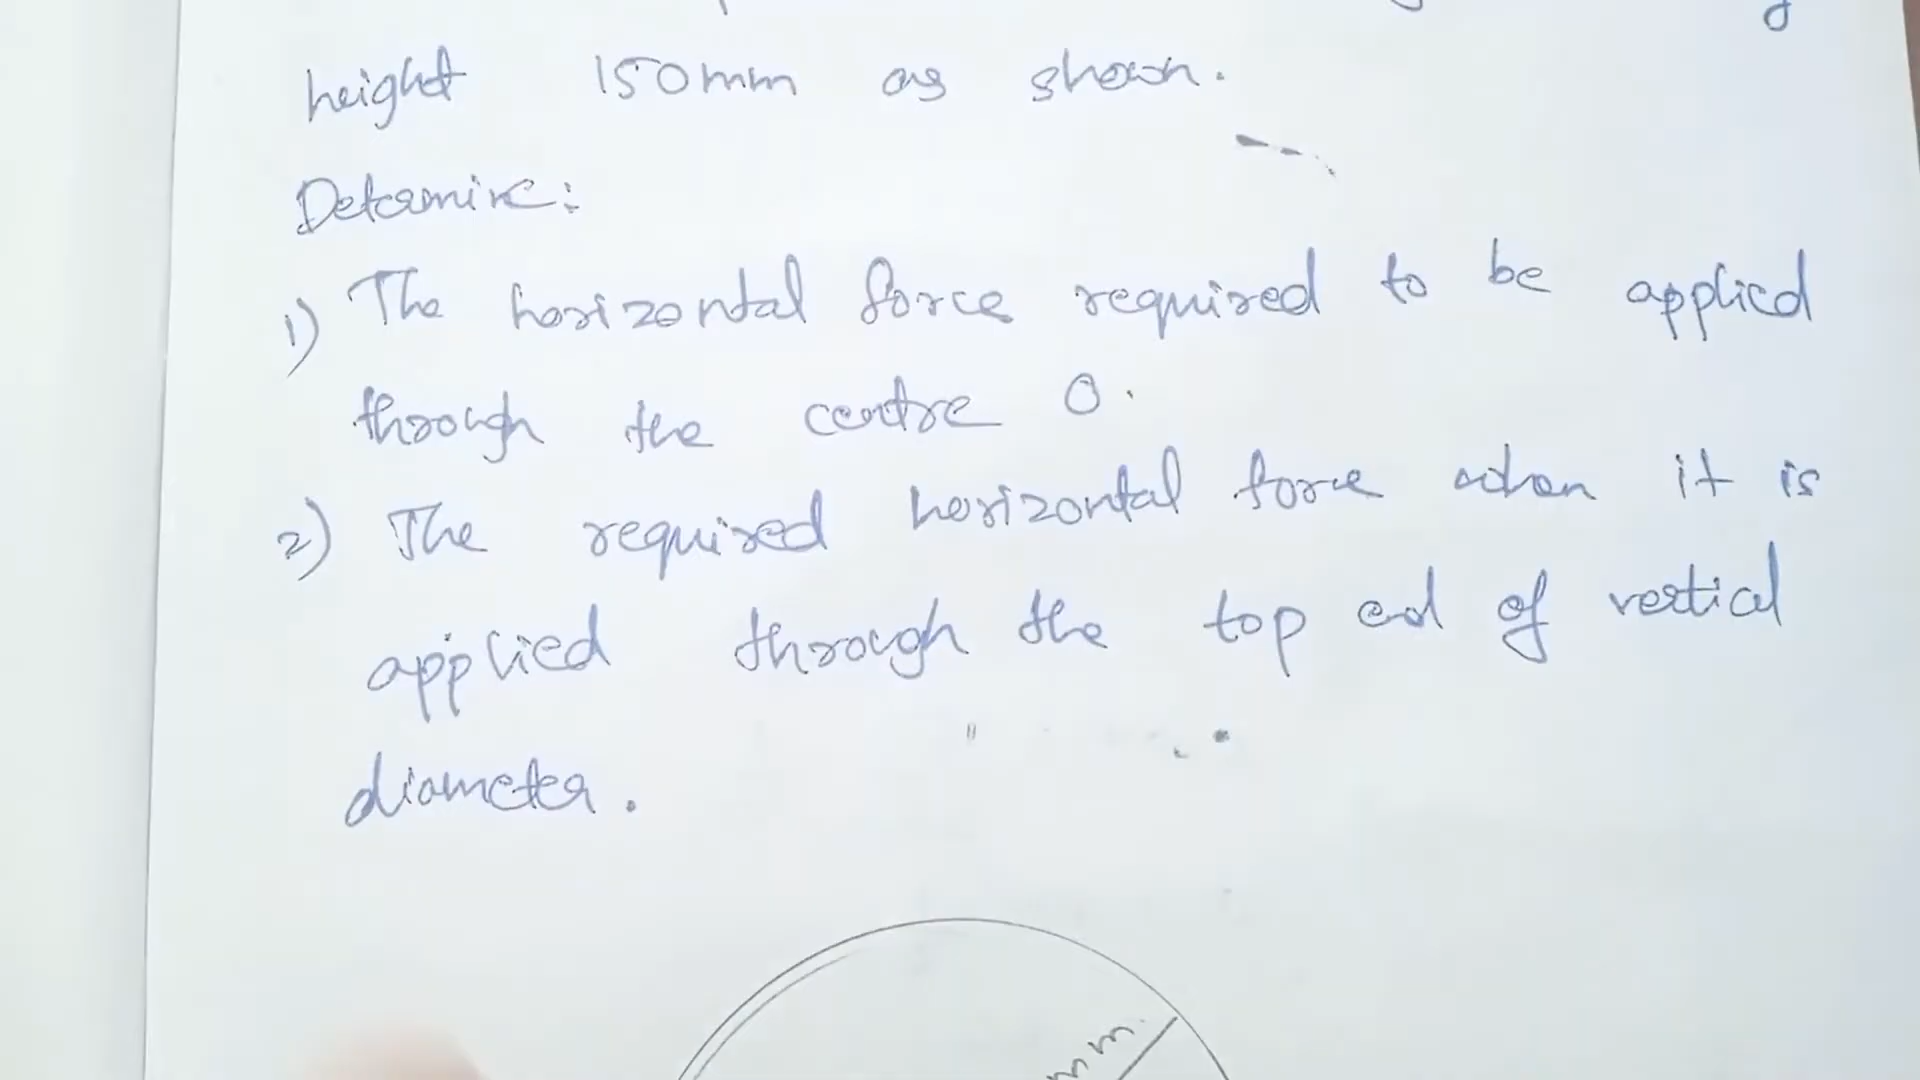 height 150mm as shown.
Determine:
1) The horizontal force required to be applied
through the centre O.
2) The required horizontal force when it is
applied through the top end of vertical
diameter.
mm.